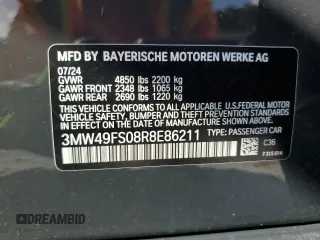 MFD. BY BAYERISCHE MOTOREN WERKE AG
07/24
GVWR 4850 lbs 2200 kg
GAWR FRONT 2348 lbs 1065 kg
GAWR REAR 2690 lbs 1220 kg
THIS VEHICLE CONFORMS TO ALL APPLICABLE U.S. FEDERAL MOTOR
VEHICLE SAFETY, BUMPER, AND THEFT PREVENTION STANDARDS IN
EFFECT ON THE DATE OF MANUFACTURE SHOWN ABOVE.
3MW49FS08R8E86211 TYPE: PASSENGER CAR
C36
7315014
AUTOBIDMASTER